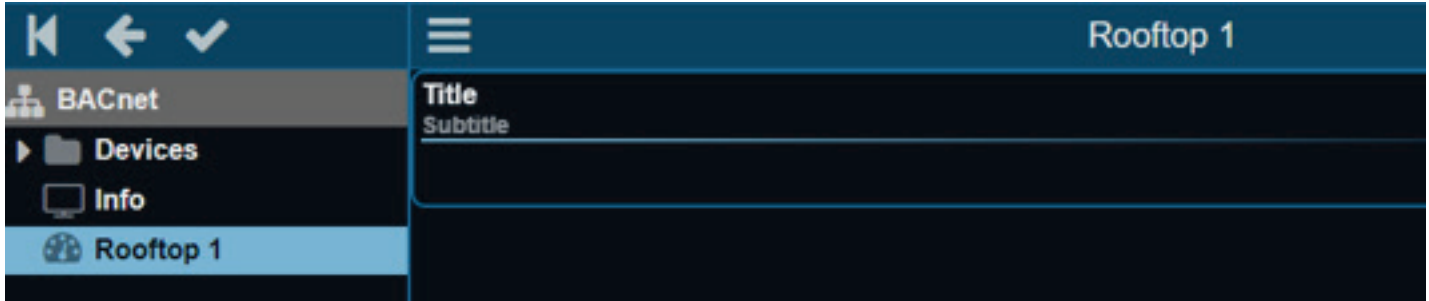 Rooftop 1
BACnet
Devices
Info
Rooftop 1
Title
Subtitle